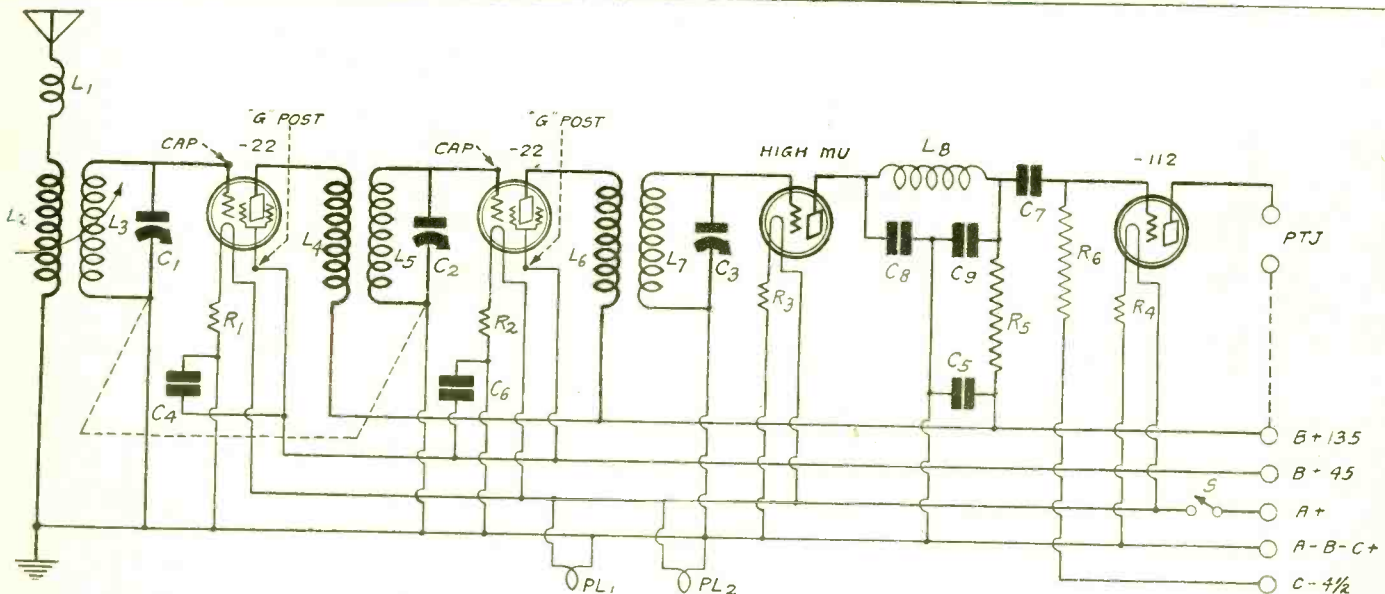 L1
L2
L3
C1
CAP
-22
"G" POST
R1
C4
L4
L5
C2
CAP
-22
"G" POST
R2
C6
L6
L7
C3
HIGH MU
R3
L8
C8
C9
C5
R5
C7
R6
-112
R4
PTJ
B+135
B+45
S
A+
A-B-C+
C-4½
PL1
PL2